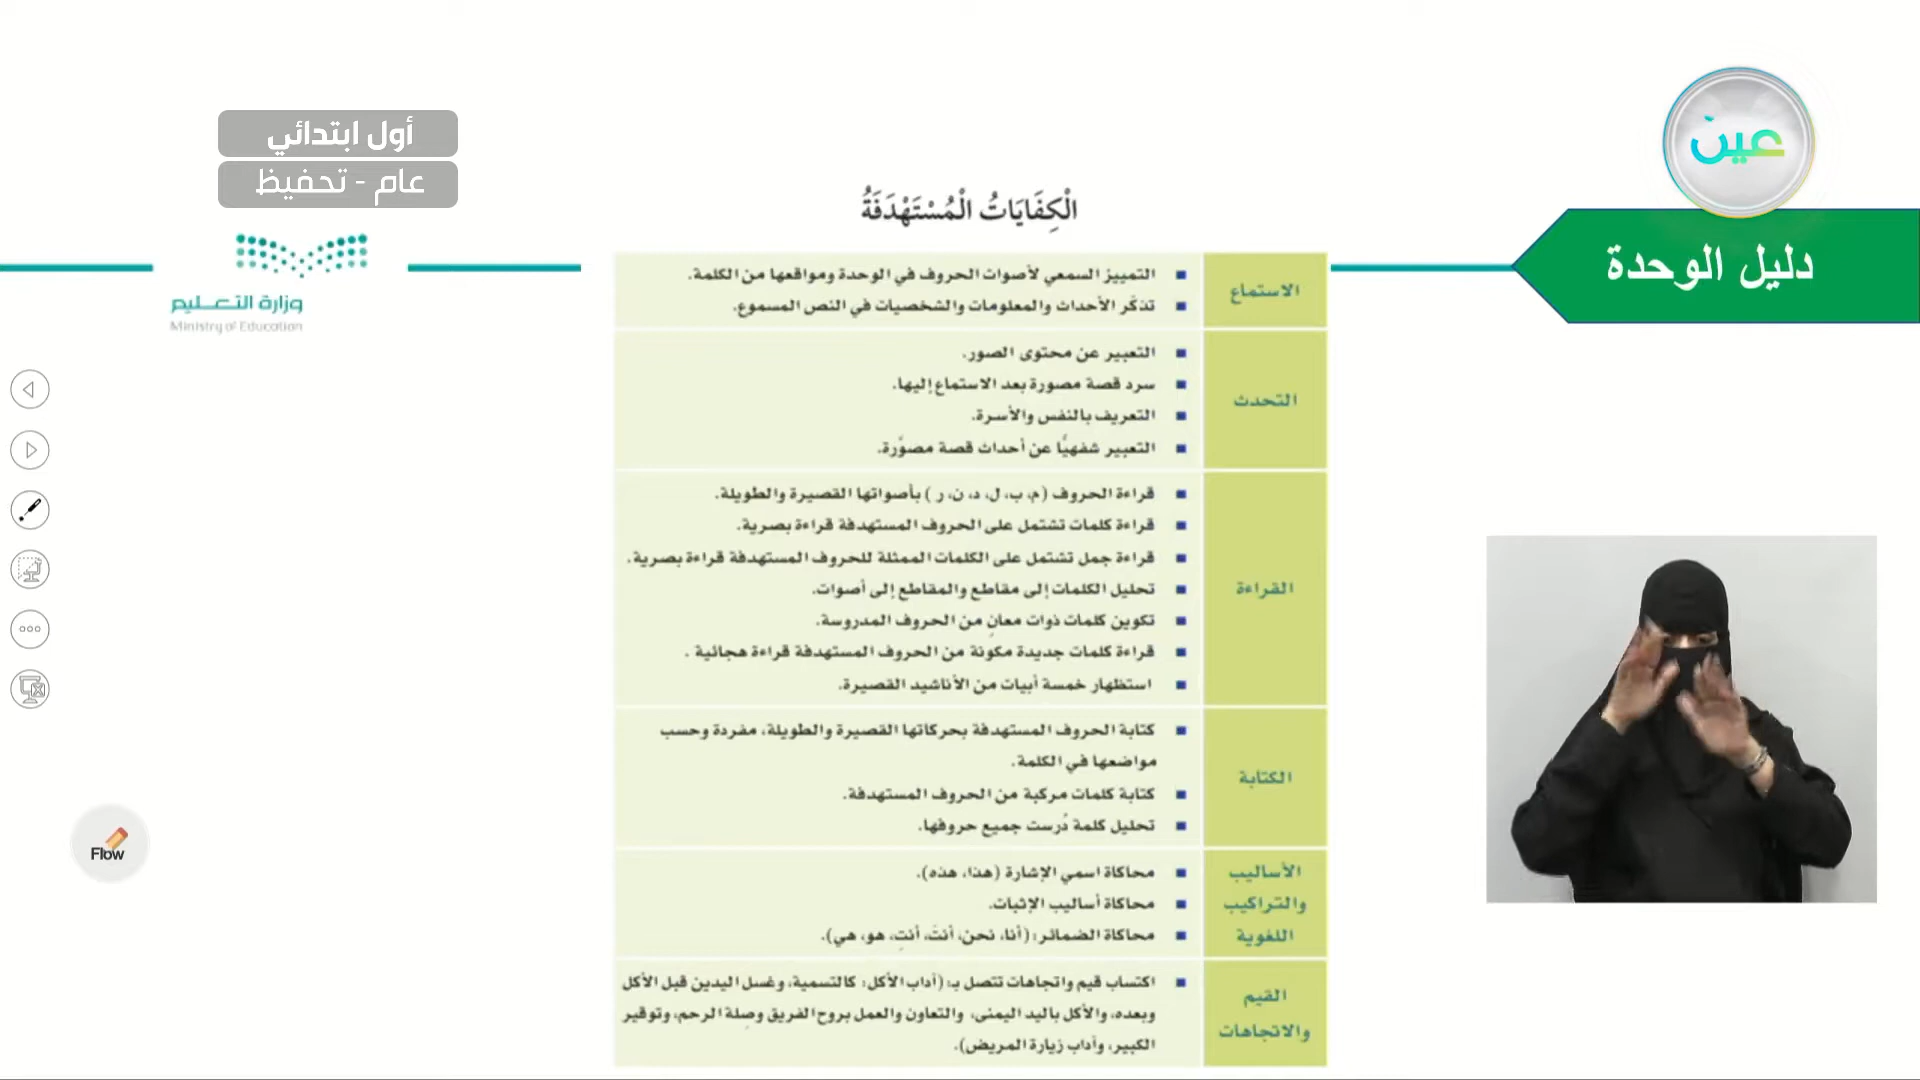 عين
أول ابتدائي
عام - تحفيظ
دليل الوحدة
وزارة التعليم
Ministry of Education
الْكِفَايَاتُ الْمُسْتَهْدَفَةُ
الاستماع
التمييز السمعي لأصوات الحروف في الوحدة ومواقعها من الكلمة.
تذكّر الأحداث والمعلومات والشخصيات في النص المسموع.
التحدث
التعبير عن محتوى الصور.
سرد قصة مصورة بعد الاستماع إليها.
التعريف بالنفس والأسرة.
التعبير شفهيًّا عن أحداث قصة مصوَّرة.
القراءة
قراءة الحروف (م، ب، ل، د، ن، ر) بأصواتها القصيرة والطويلة.
قراءة كلمات تشتمل على الحروف المستهدفة قراءة بصرية.
قراءة جمل تشتمل على الكلمات الممثلة للحروف المستهدفة قراءة بصرية.
تحليل الكلمات إلى مقاطع والمقاطع إلى أصوات.
تكوين كلمات ذوات معانٍ من الحروف المدروسة.
قراءة كلمات جديدة مكونة من الحروف المستهدفة قراءة هجائية .
استظهار خمسة أبيات من الأناشيد القصيرة.
الكتابة
كتابة الحروف المستهدفة بحركاتها القصيرة والطويلة، مفردة وحسب
مواضعها في الكلمة.
كتابة كلمات مركبة من الحروف المستهدفة.
تحليل كلمة دُرست جميع حروفها.
الأساليب
والتراكيب
اللغوية
محاكاة اسمي الإشارة (هذا، هذه).
محاكاة أساليب الإثبات.
محاكاة الضمائر: (أنا، نحن، أنتَ، أنتِ، هو، هي).
القيم
والاتجاهات
اكتساب قيم واتجاهات تتصل بـ: (آداب الأكل: كالتسمية، وغسل اليدين قبل الأكل
وبعده، والأكل باليد اليمنى، والتعاون والعمل بروح الفريق وصِلة الرحم، وتوقير
الكبير، وآداب زيارة المريض).
Flow